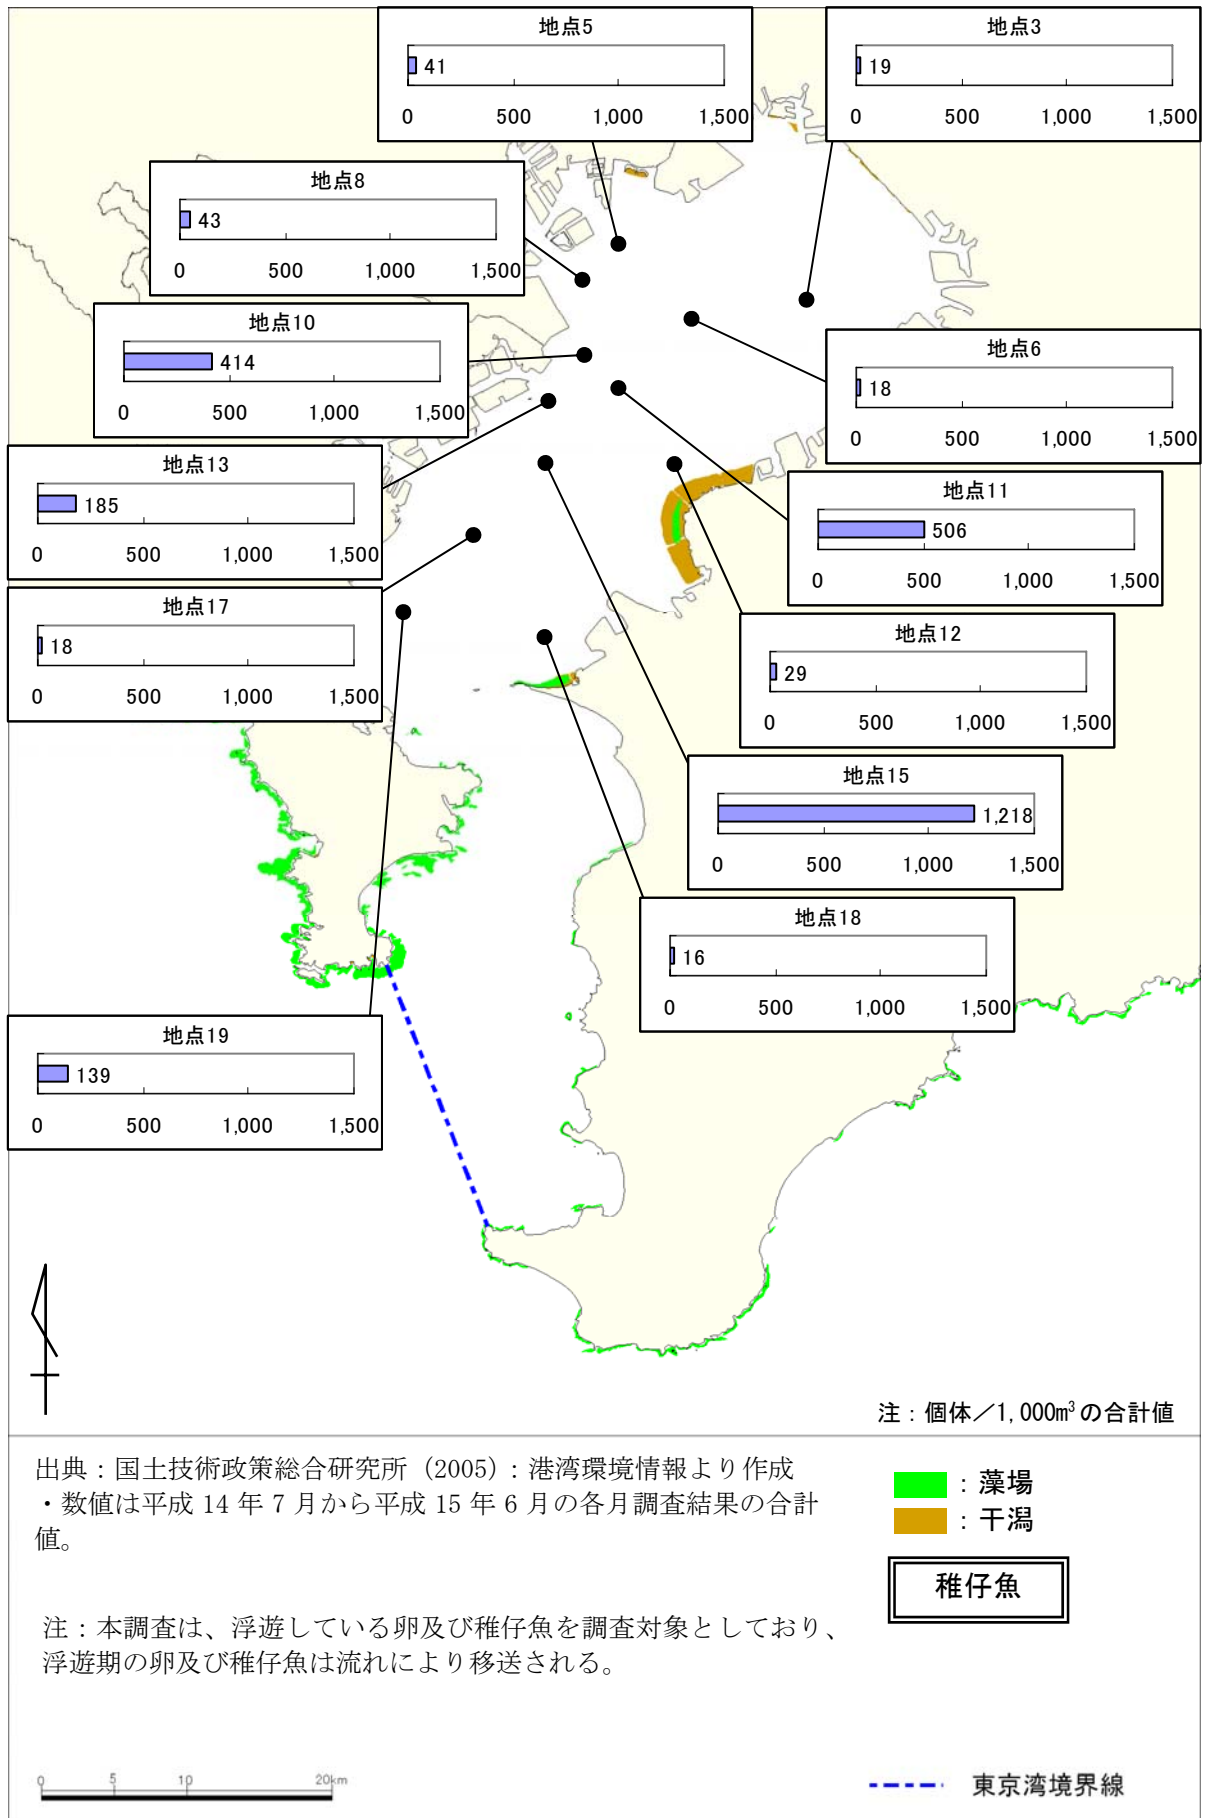 地点5
41
0 500 1,000 1,500
地点3
19
0 500 1,000 1,500
地点8
43
0 500 1,000 1,500
地点10
414
0 500 1,000 1,500
地点6
18
0 500 1,000 1,500
地点13
185
0 500 1,000 1,500
地点11
506
0 500 1,000 1,500
地点17
18
0 500 1,000 1,500
地点12
29
0 500 1,000 1,500
地点15
1,218
0 500 1,000 1,500
地点18
16
0 500 1,000 1,500
地点19
139
0 500 1,000 1,500
注：個体／1,000m³の合計値
出典：国土技術政策総合研究所（2005）：港湾環境情報より作成
・数値は平成 14 年 7 月から平成 15 年 6 月の各月調査結果の合計
値。
：藻場
：干潟
稚仔魚
注：本調査は、浮遊している卵及び稚仔魚を調査対象としており、
浮遊期の卵及び稚仔魚は流れにより移送される。
0 5 10 20km
東京湾境界線